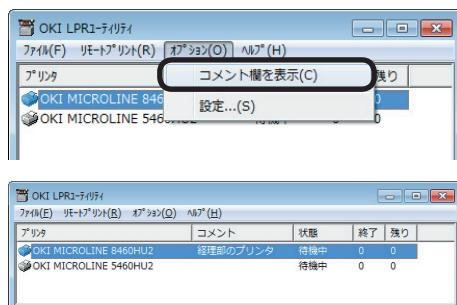 OKI LPRﾕｰﾃｨﾘﾃｨ
ﾌｧｲﾙ(F) ﾘﾓｰﾄﾌﾟﾘﾝﾄ(R) ｵﾌﾟｼｮﾝ(O) ﾍﾙﾌﾟ(H)
ﾌﾟﾘﾝﾀ 残り
コメント欄を表示(C)
OKI MICROLINE 846 0
設定...(S)
OKI MICROLINE 546 0 0
OKI LPRﾕｰﾃｨﾘﾃｨ
ﾌｧｲﾙ(F) ﾘﾓｰﾄﾌﾟﾘﾝﾄ(R) ｵﾌﾟｼｮﾝ(O) ﾍﾙﾌﾟ(H)
ﾌﾟﾘﾝﾀ コメント 状態 終了 残り
OKI MICROLINE 8460HU2 経理部のプリンタ 待機中 0 0
OKI MICROLINE 5460HU2 待機中 0 0